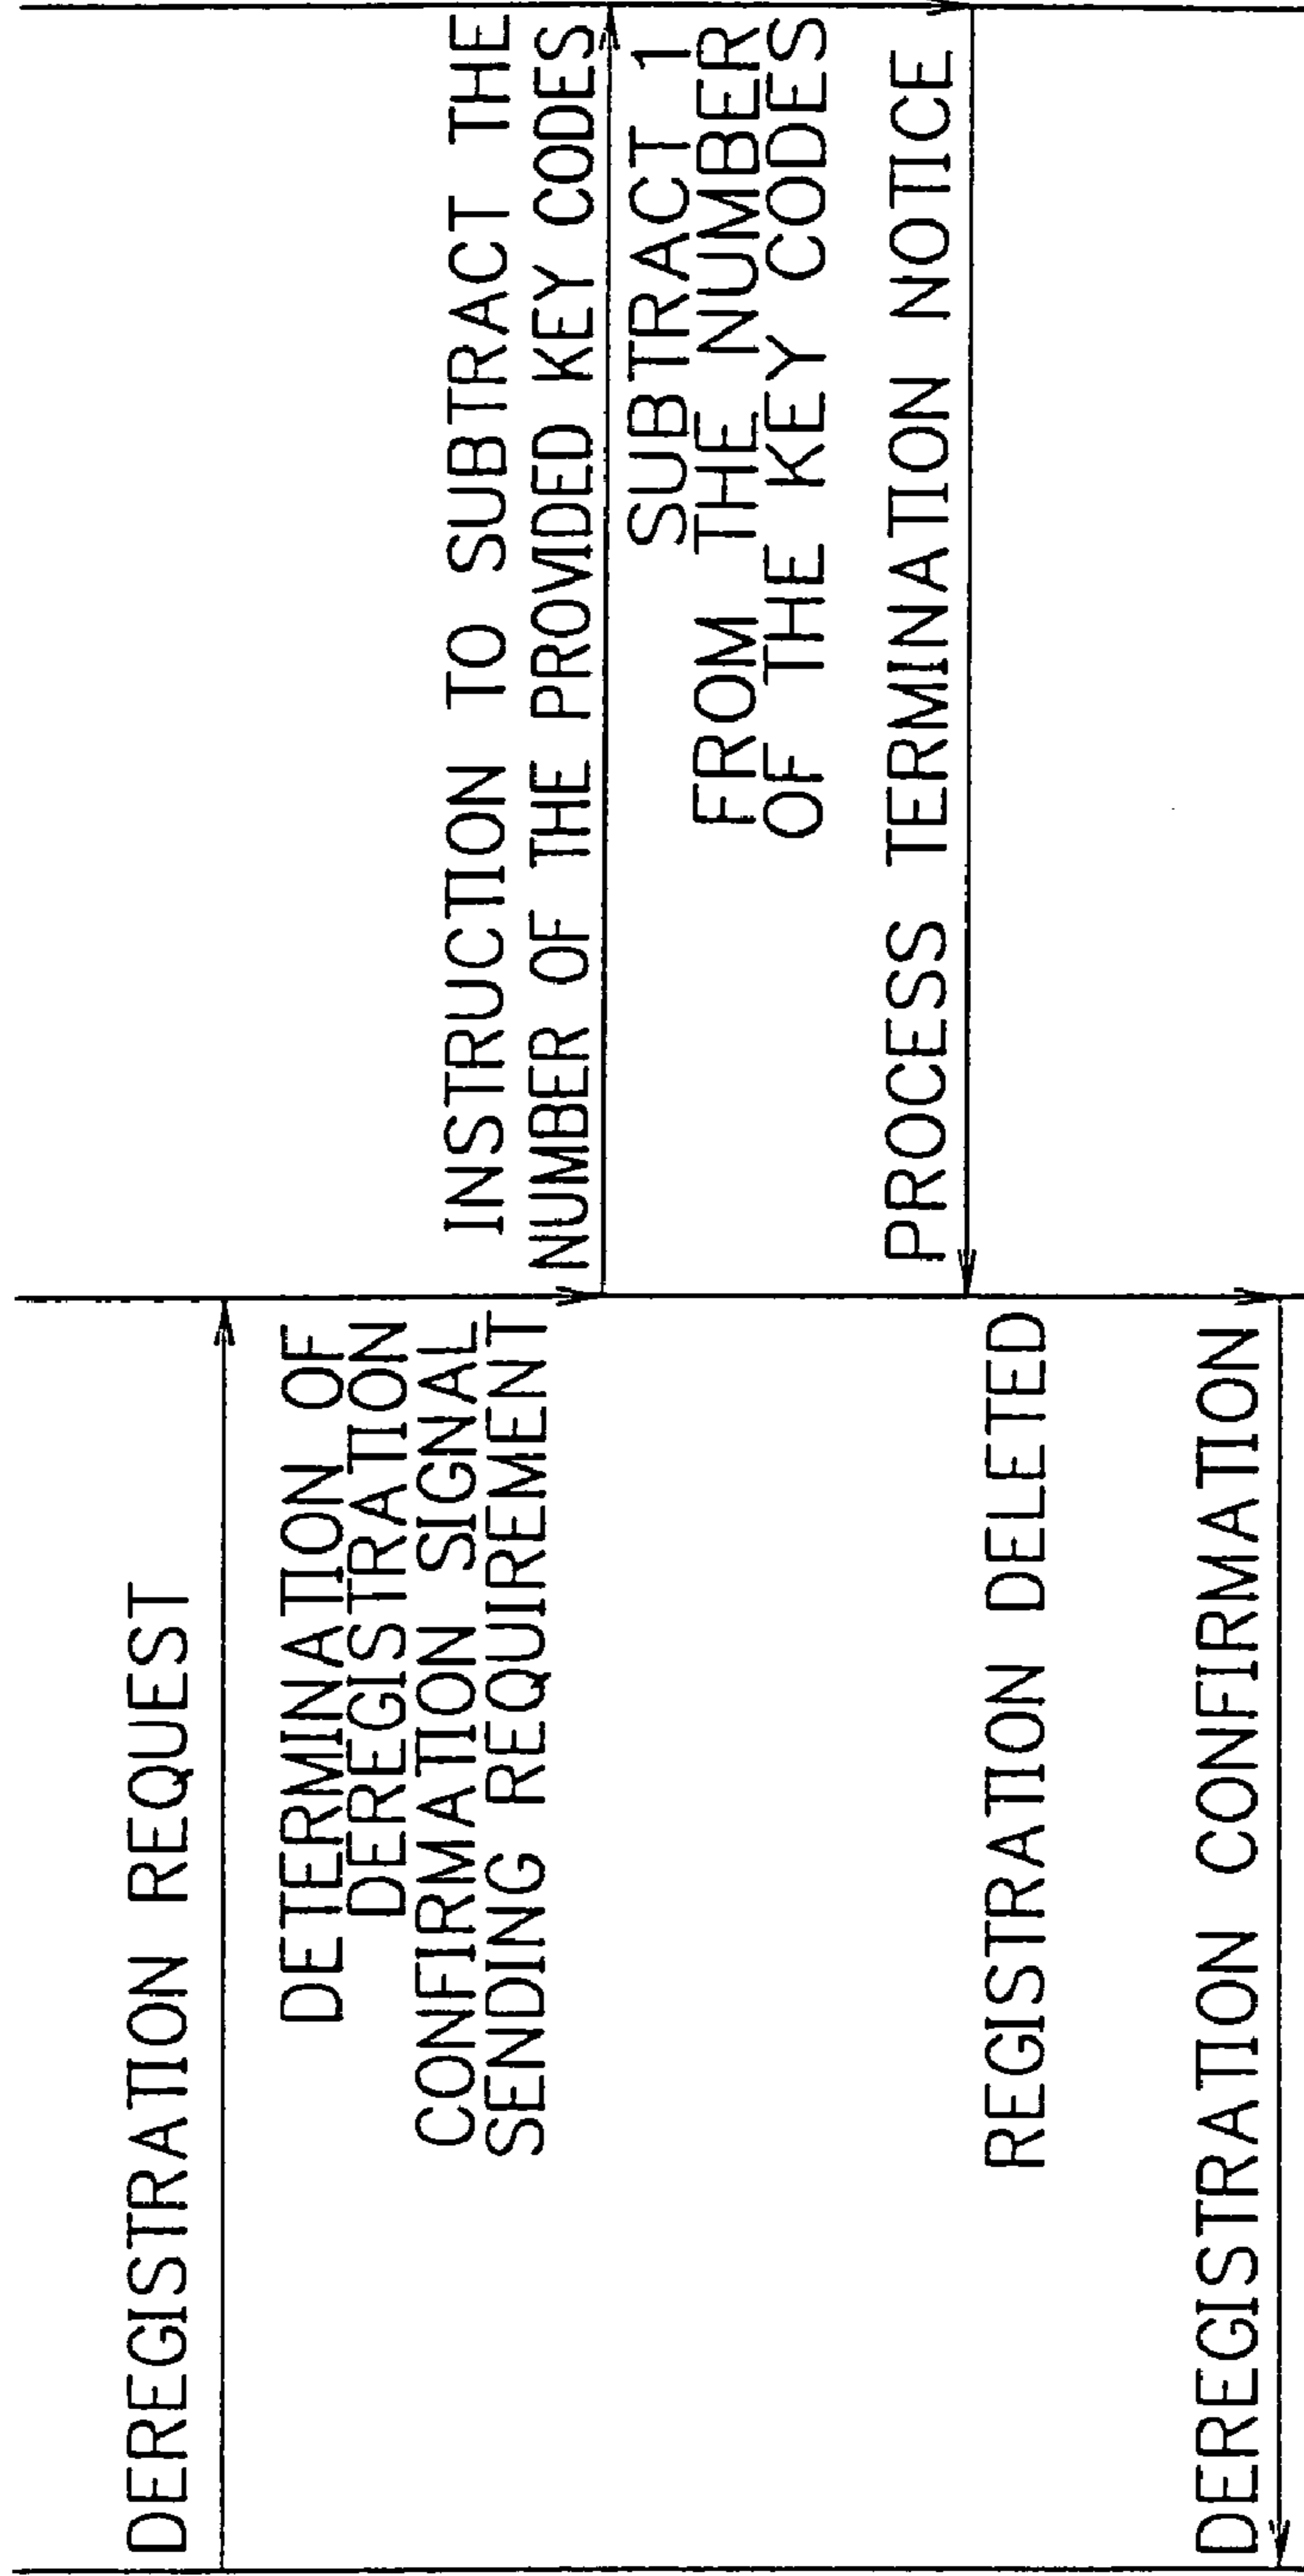 DEREGISTRATION REQUEST
DETERMINATION OF
DEREGISTRATION
CONFIRMATION SIGNAL
SENDING REQUIREMENT
INSTRUCTION TO SUBTRACT THE
NUMBER OF THE PROVIDED KEY CODES
SUBTRACT 1
FROM THE NUMBER
OF THE KEY CODES
PROCESS TERMINATION NOTICE
REGISTRATION DELETED
DEREGISTRATION CONFIRMATION